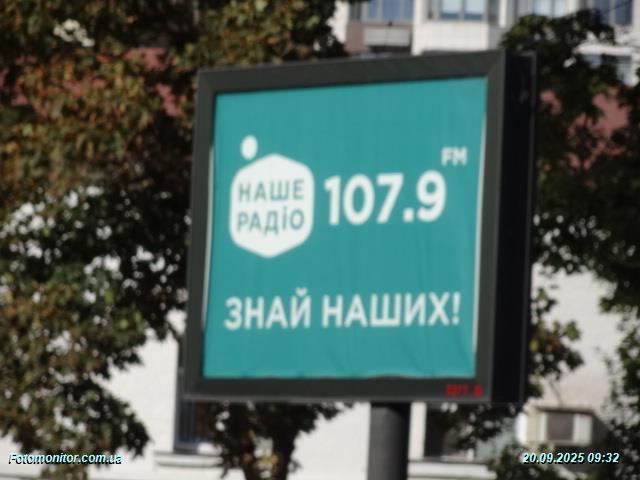 FM
НАШЕ
РАДІО
107.9
ЗНАЙ НАШИХ!
Fotomonitor.com.ua
20.09.2025 09:32